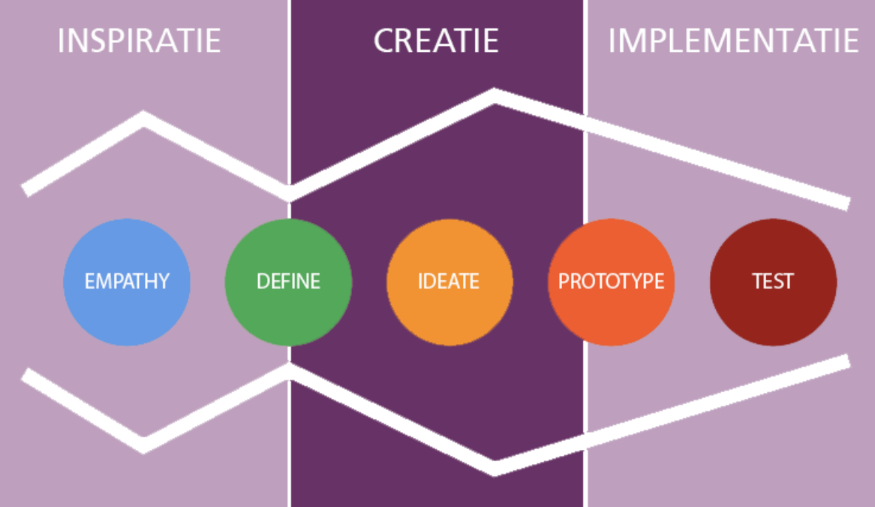 INSPIRATIE
CREATIE
IMPLEMENTATIE
EMPATHY
DEFINE
IDEATE
PROTOTYPE
TEST